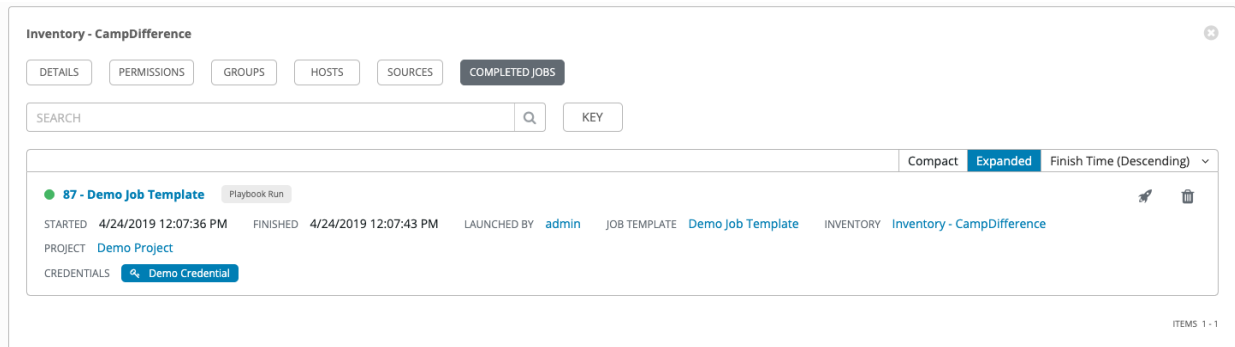 Inventory - CampDifference
DETAILS PERMISSIONS GROUPS HOSTS SOURCES COMPLETED JOBS
SEARCH KEY
Compact Expanded Finish Time (Descending)
87 - Demo Job Template Playbook Run
STARTED 4/24/2019 12:07:36 PM FINISHED 4/24/2019 12:07:43 PM LAUNCHED BY admin JOB TEMPLATE Demo Job Template INVENTORY Inventory - CampDifference
PROJECT Demo Project
CREDENTIALS Demo Credential
ITEMS 1 - 1